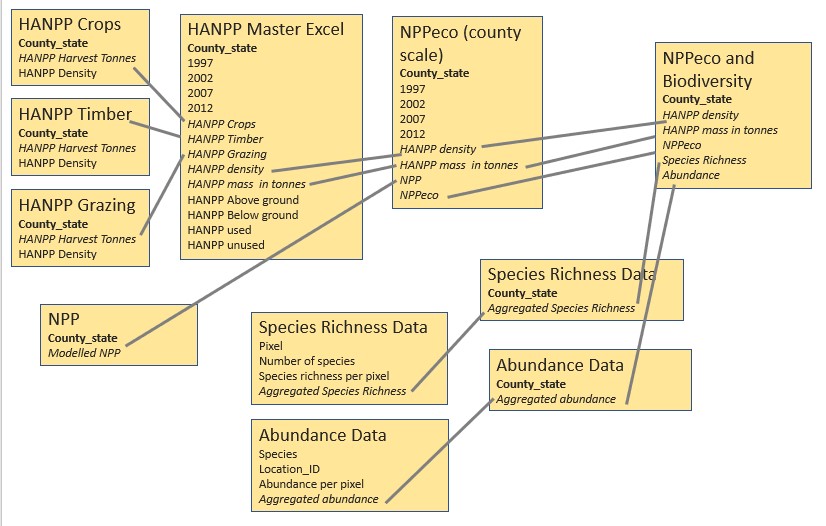 HANPP Crops
County_state
HANPP Harvest Tonnes
HANPP Density
HANPP Timber
County_state
HANPP Harvest Tonnes
HANPP Density
HANPP Grazing
County_state
HANPP Harvest Tonnes
HANPP Density
HANPP Master Excel
County_state
1997
2002
2007
2012
HANPP Crops
HANPP Timber
HANPP Grazing
HANPP density
HANPP mass in tonnes
HANPP Above ground
HANPP Below ground
HANPP used
HANPP unused
NPPeco (county
scale)
County_state
1997
2002
2007
2012
HANPP density
HANPP mass in tonnes
NPP
NPPeco
NPPeco and
Biodiversity
County_state
HANPP density
HANPP mass in tonnes
NPPeco
Species Richness
Abundance
NPP
County_state
Modelled NPP
Species Richness Data
Pixel
Number of species
Species richness per pixel
Aggregated Species Richness
Species Richness Data
County_state
Aggregated Species Richness
Abundance Data
County_state
Aggregated abundance
Abundance Data
Species
Location_ID
Abundance per pixel
Aggregated abundance